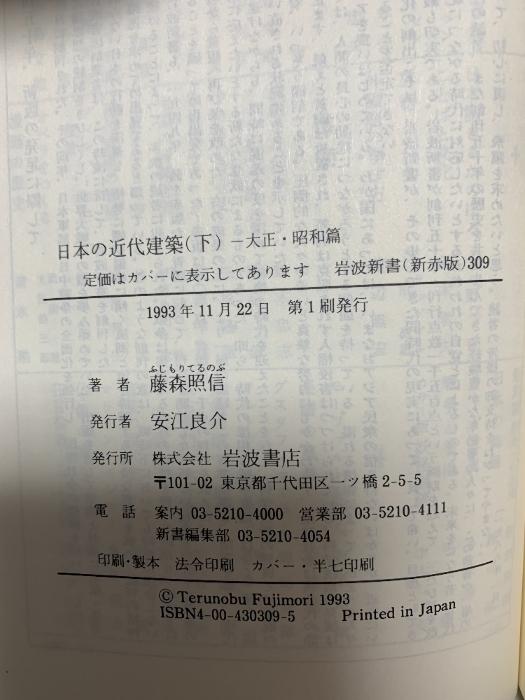 日本の近代建築(下) ―大正・昭和篇
定価はカバーに表示してあります 岩波新書(新赤版)309
1993年11月22日 第1刷発行
ふじもりてるのぶ
著者 藤森照信
発行者 安江良介
発行所 株式会社 岩波書店
〒101-02 東京都千代田区一ツ橋2-5-5
電話 案内 03-5210-4000 営業部 03-5210-4111
新書編集部 03-5210-4054
印刷・製本 法令印刷 カバー・半七印刷
© Terunobu Fujimori 1993
ISBN4-00-430309-5 Printed in Japan